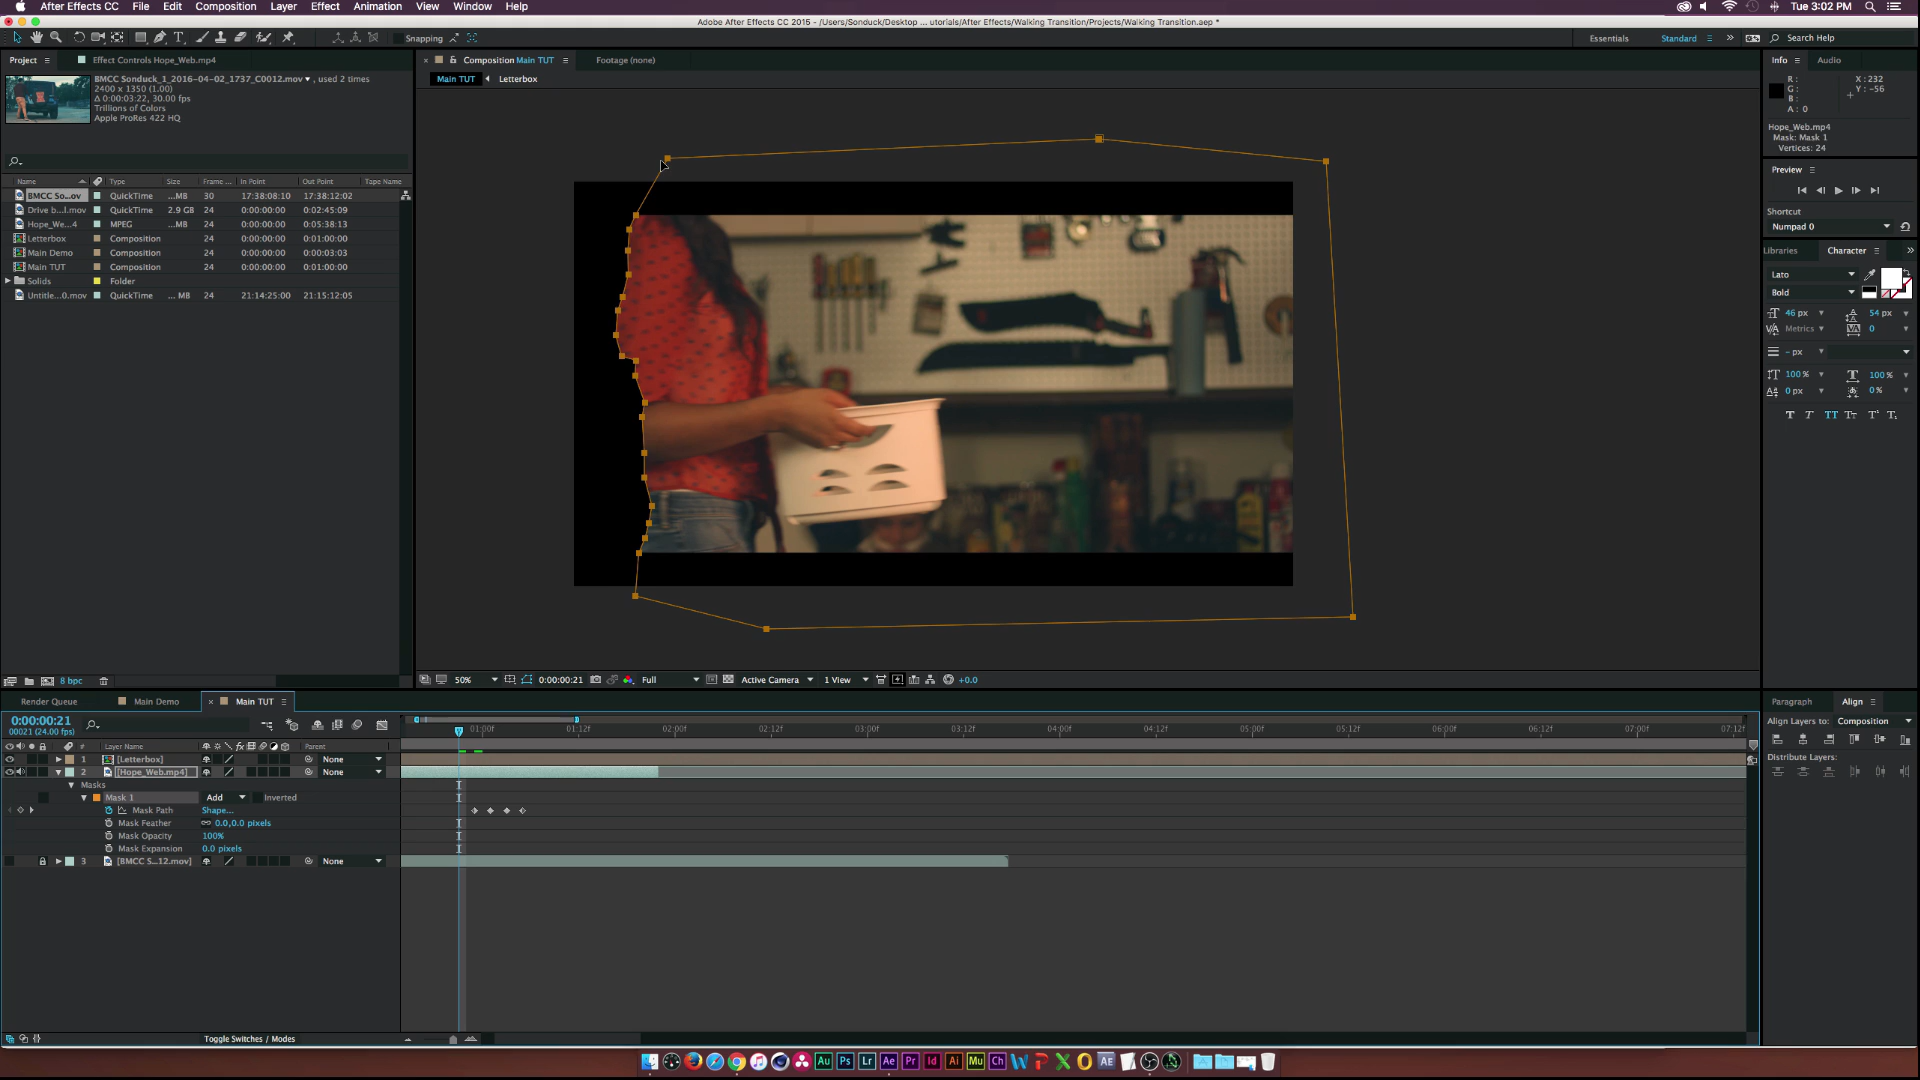 After Effects CC File Edit Composition Layer Effect Animation View Window Help Tue 3:02 PM
Adobe After Effects CC 2015 - /Users/Sonduck/Desktop ... utorials/After Effects/Walking Transition/Projects/Walking Transition.aep *
Snapping Essentials Standard Search Help
Project Effect Controls Hope_Web.mp4 Composition Main TUT Footage (none) Info Audio
Main TUT Letterbox
BMCC Sonduck_1_2016-04-02_1737_C0012.mov , used 2 times
2400 x 1350 (1.00)
Δ 0:00:03:22, 30.00 fps
Trillions of Colors
Apple ProRes 422 HQ
R :
G :
B :
A : 0
X : 232
Y : -56
Hope_Web.mp4
Mask: Mask 1
Vertices: 24
Preview
Shortcut
Numpad 0
Libraries Character
Lato
Bold
46 px 54 px
Metrics 0
- px
100 % 100 %
0 px 0 %
Name Type Size Frame ... In Point Out Point Tape Name
BMCC So...ov QuickTime ...MB 30 17:38:08:10 17:38:12:02
Drive b...l.mov QuickTime 2.9 GB 24 0:00:00:00 0:02:45:09
Hope_We...4 MPEG ...MB 24 0:00:00:00 0:05:38:13
Letterbox Composition 24 0:00:00:00 0:01:00:00
Main Demo Composition 24 0:00:00:00 0:00:03:03
Main TUT Composition 24 0:00:00:00 0:01:00:00
Solids Folder
Untitle...0.mov QuickTime ... MB 24 21:14:25:00 21:15:12:05
8 bpc
50% 0:00:00:21 Full Active Camera 1 View +0.0
Render Queue Main Demo Main TUT
0:00:00:21
00021 (24.00 fps)
01:00f 01:12f 02:00f 02:12f 03:00f 03:12f 04:00f 04:12f 05:00f 05:12f 06:00f 06:12f 07:00f 07:12f
# Layer Name Parent
1 [Letterbox] None
2 [Hope_Web.mp4] None
Masks
Mask 1 Add Inverted
Mask Path Shape...
Mask Feather 0.0,0.0 pixels
Mask Opacity 100%
Mask Expansion 0.0 pixels
3 [BMCC S...12.mov] None
Toggle Switches / Modes
Paragraph Align
Align Layers to: Composition
Distribute Layers:
Au Ps Lr Ae Pr Id Ai Mu Ch AE